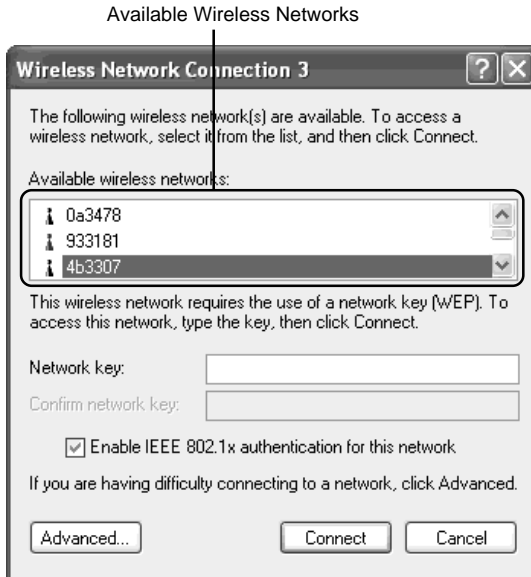 Available Wireless Networks
Wireless Network Connection 3
The following wireless network(s) are available. To access a
wireless network, select it from the list, and then click Connect.
Available wireless networks:
0a3478
933181
4b3307
This wireless network requires the use of a network key (WEP). To
access this network, type the key, then click Connect.
Network key:
Confirm network key:
Enable IEEE 802.1x authentication for this network
If you are having difficulty connecting to a network, click Advanced.
Advanced... Connect Cancel